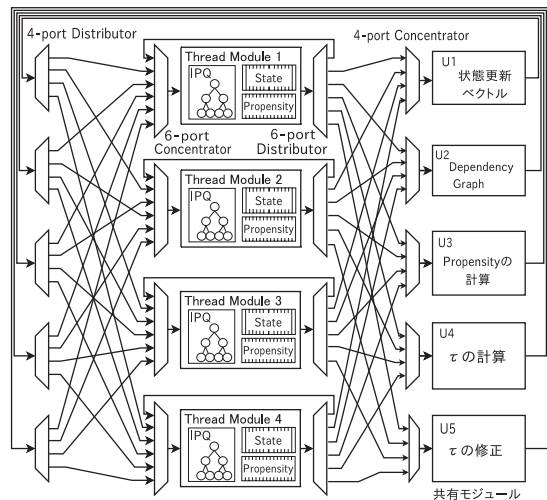 4-port Distributor
4-port Concentrator
Thread Module 1
IPQ
State
Propensity
6-port
Concentrator
6-port
Distributor
Thread Module 2
IPQ
State
Propensity
Thread Module 3
IPQ
State
Propensity
Thread Module 4
IPQ
State
Propensity
U1
状態更新
ベクトル
U2
Dependency
Graph
U3
Propensityの
計算
U4
τの計算
U5
τの修正
共有モジュール